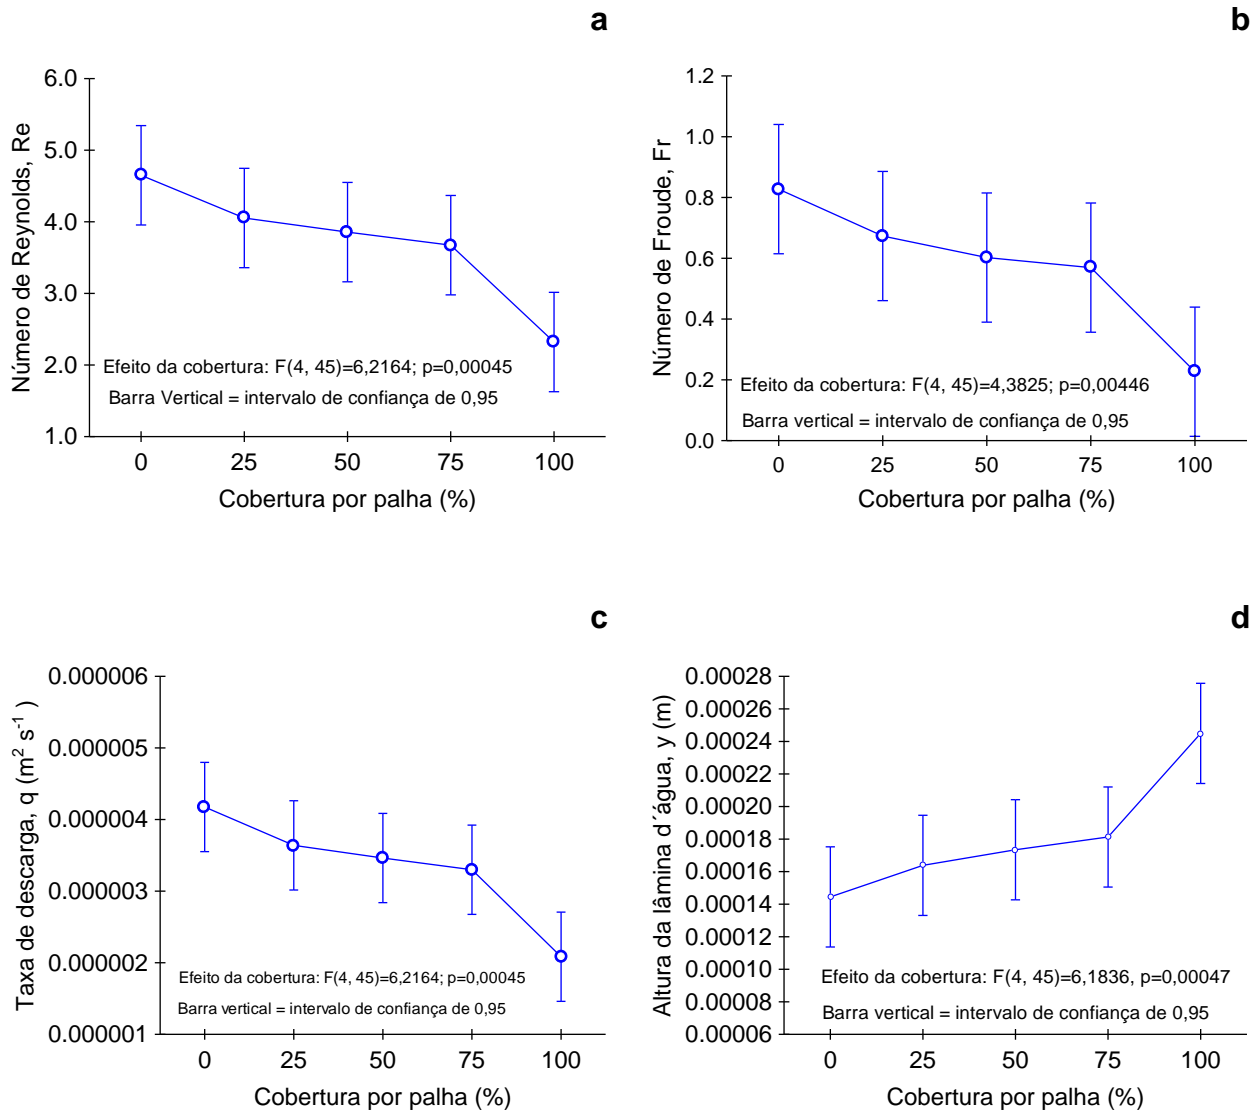 a
6.0
5.0
4.0
3.0
2.0
1.0
Número de Reynolds, Re
Efeito da cobertura: F(4, 45)=6,2164; p=0,00045
Barra Vertical = intervalo de confiança de 0,95
0 25 50 75 100
Cobertura por palha (%)
b
1.2
1.0
0.8
0.6
0.4
0.2
0.0
Número de Froude, Fr
Efeito da cobertura: F(4, 45)=4,3825; p=0,00446
Barra vertical = intervalo de confiança de 0,95
0 25 50 75 100
Cobertura por palha (%)
c
0.000006
0.000005
0.000004
0.000003
0.000002
0.000001
Taxa de descarga, q (m² s⁻¹)
Efeito da cobertura: F(4, 45)=6,2164; p=0,00045
Barra vertical = intervalo de confiança de 0,95
0 25 50 75 100
Cobertura por palha (%)
d
0.00028
0.00026
0.00024
0.00022
0.00020
0.00018
0.00016
0.00014
0.00012
0.00010
0.00008
0.00006
Altura da lâmina d´água, y (m)
Efeito da cobertura: F(4, 45)=6,1836, p=0,00047
Barra vertical = intervalo de confiança de 0,95
0 25 50 75 100
Cobertura por palha (%)